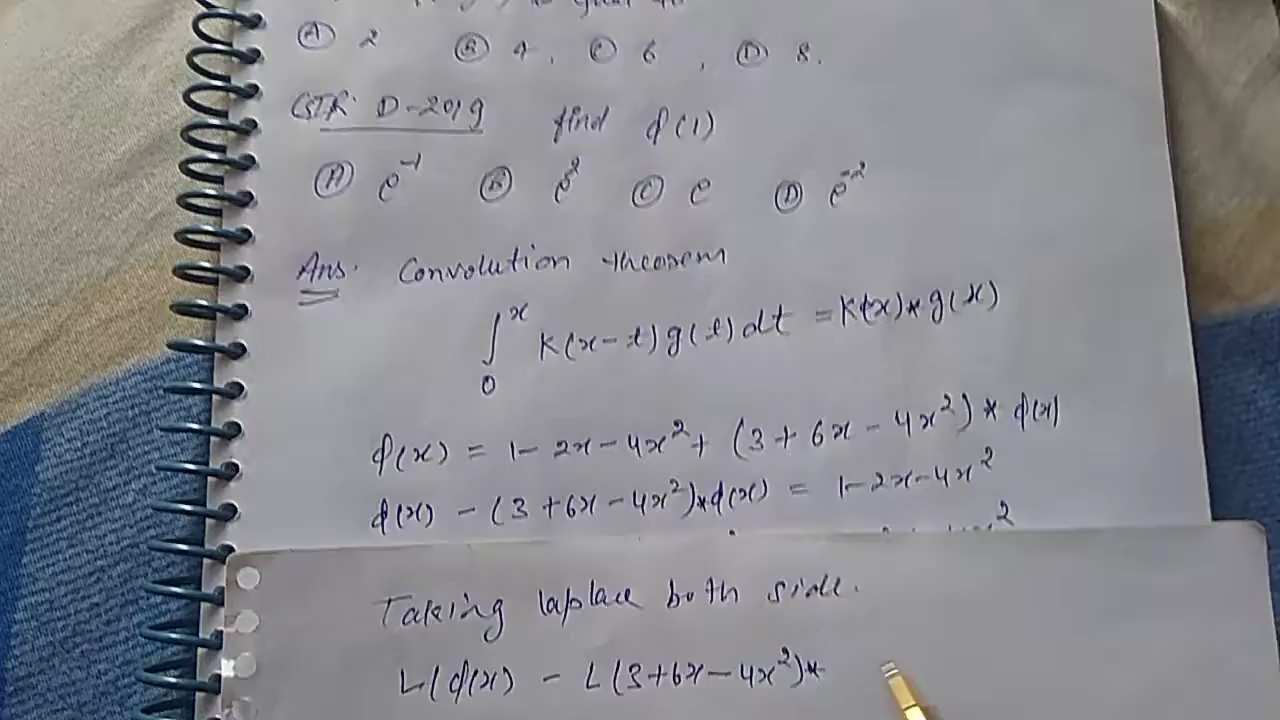 Ⓐ 2 Ⓑ 4, Ⓒ 6, Ⓓ 8.
CSIR D-2019 find φ(1)
Ⓐ e⁻¹ Ⓑ e² Ⓒ e Ⓓ e⁻²
Ans. Convolution theorem
∫₀ˣ K(x-t) g(t) dt = K(x) * g(x)
φ(x) = 1 - 2x - 4x² + (3 + 6x - 4x²) * φ(x)
φ(x) - (3 + 6x - 4x²) * φ(x) = 1 - 2x - 4x²
Taking laplace both side.
L(φ(x) - L(3+6x-4x²) *